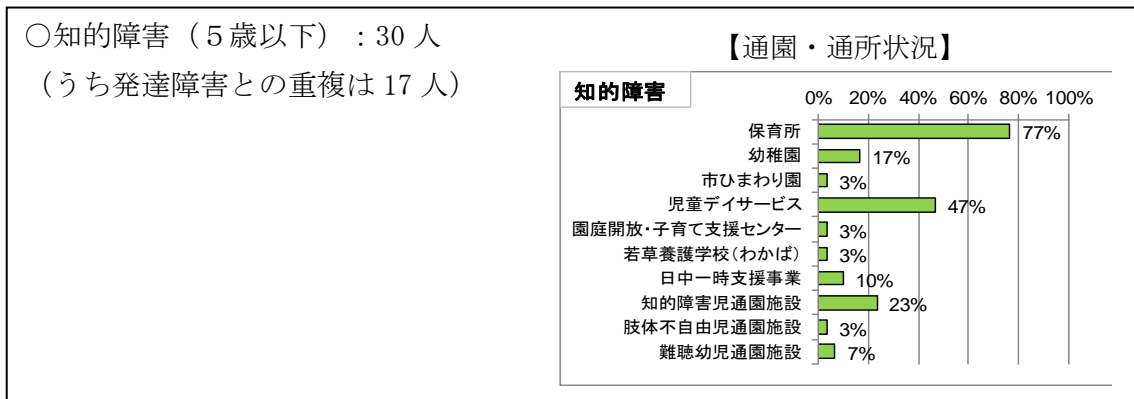 ○知的障害（５歳以下）：30 人
（うち発達障害との重複は 17 人）
【通園・通所状況】
知的障害
0% 20% 40% 60% 80% 100%
保育所 77%
幼稚園 17%
市ひまわり園 3%
児童デイサービス 47%
園庭開放・子育て支援センター 3%
若草養護学校（わかば） 3%
日中一時支援事業 10%
知的障害児通園施設 23%
肢体不自由児通園施設 3%
難聴幼児通園施設 7%